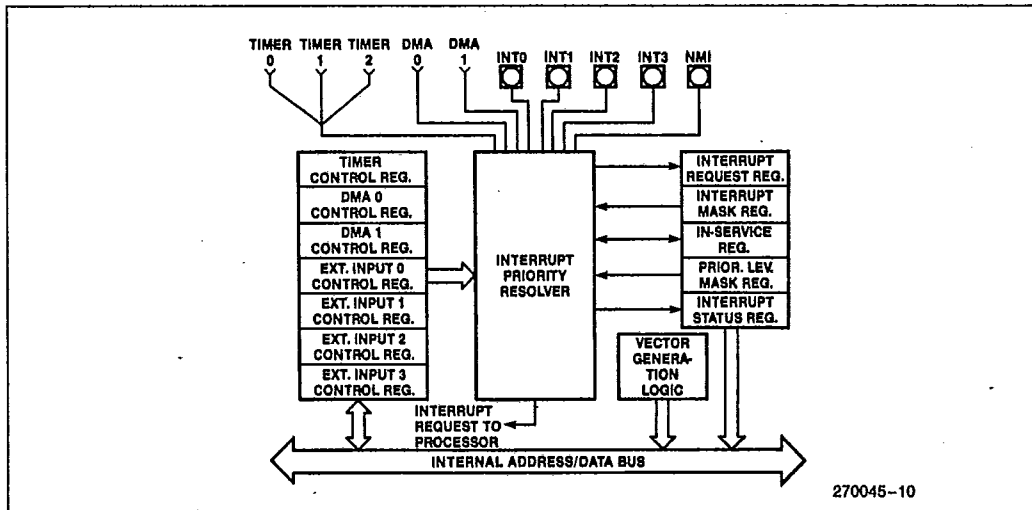 TIMER TIMER TIMER DMA DMA
0 1 2 0 1
INT0 INT1 INT2 INT3 NMI
TIMER
CONTROL REG.
DMA 0
CONTROL REG.
DMA 1
CONTROL REG.
EXT. INPUT 0
CONTROL REG.
EXT. INPUT 1
CONTROL REG.
EXT. INPUT 2
CONTROL REG.
EXT. INPUT 3
CONTROL REG.
INTERRUPT
PRIORITY
RESOLVER
INTERRUPT
REQUEST REG.
INTERRUPT
MASK REG.
IN-SERVICE
REG.
PRIOR. LEV.
MASK REG.
INTERRUPT
STATUS REG.
VECTOR
GENERA-
TION
LOGIC
INTERRUPT
REQUEST TO
PROCESSOR
INTERNAL ADDRESS/DATA BUS
270045-10